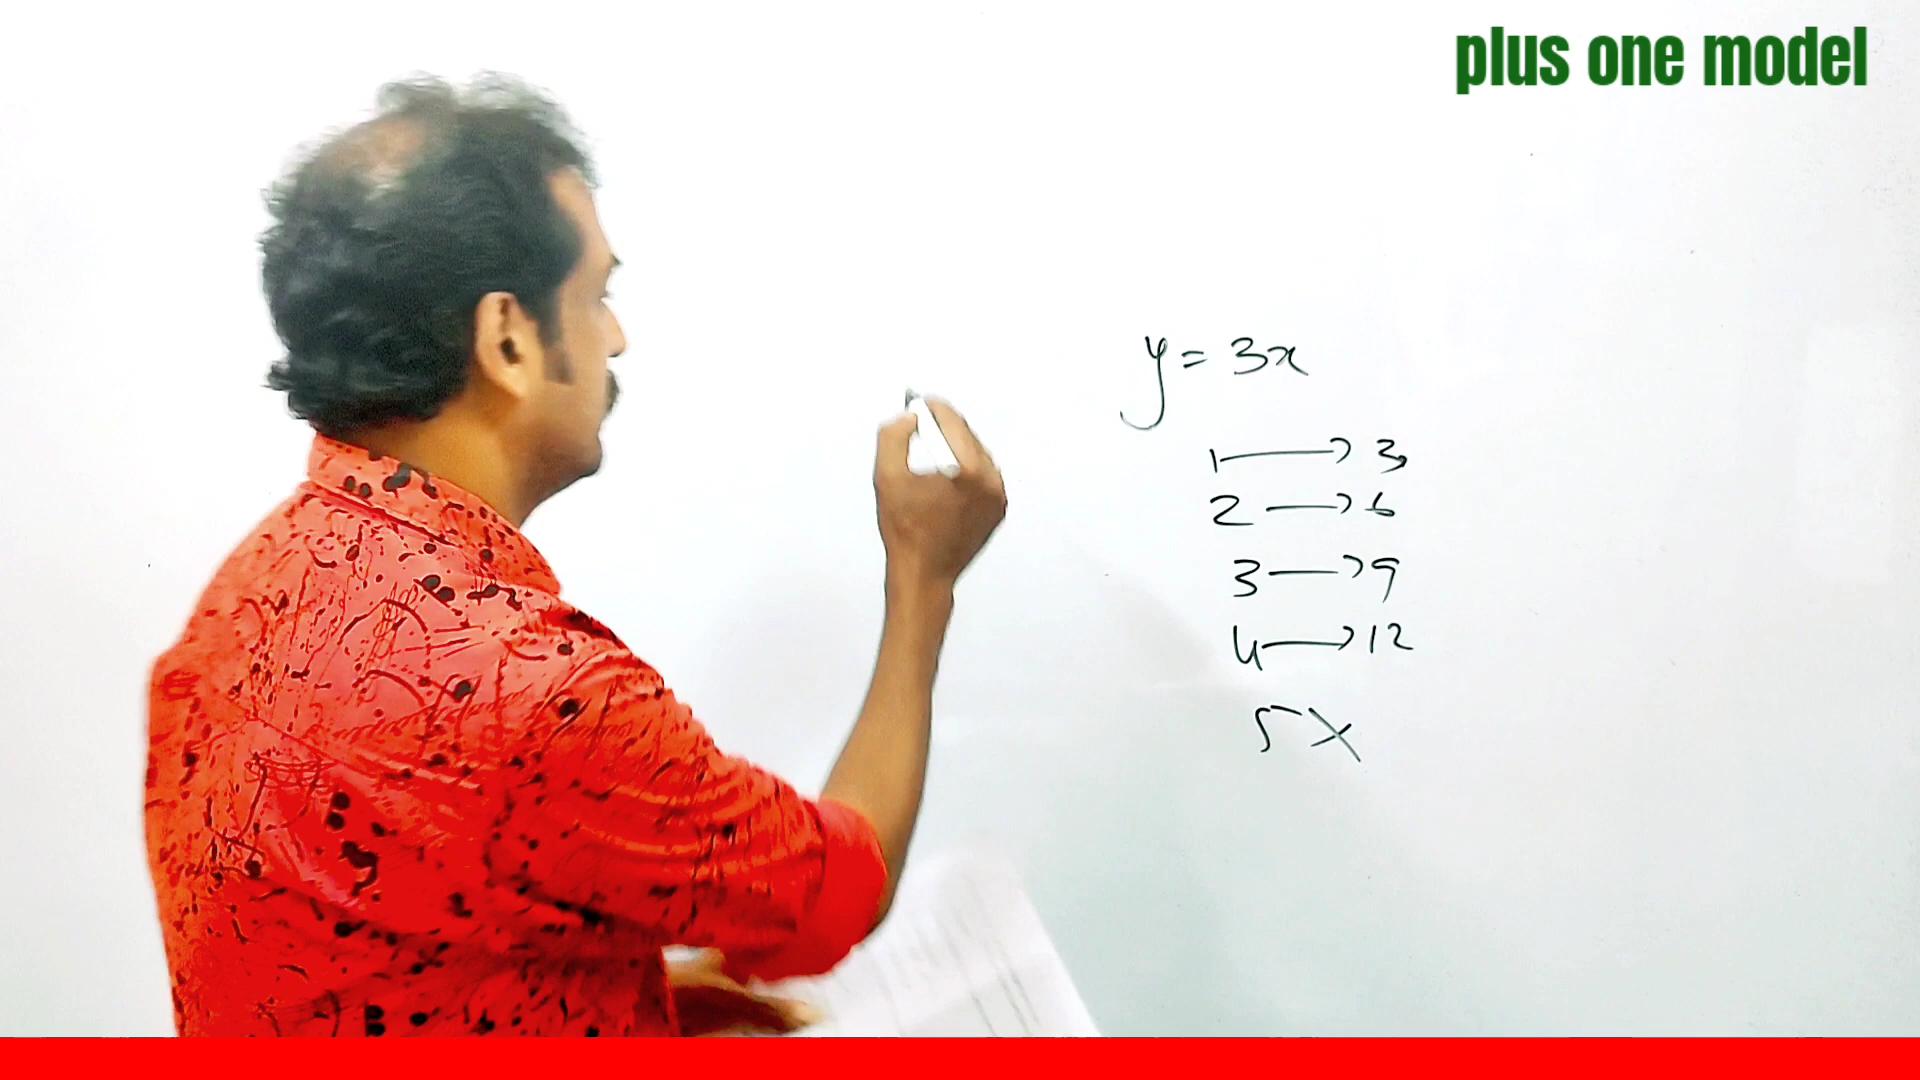 plus one model
y = 3x
1 → 3
2 → 6
3 → 9
4 → 12
5 X